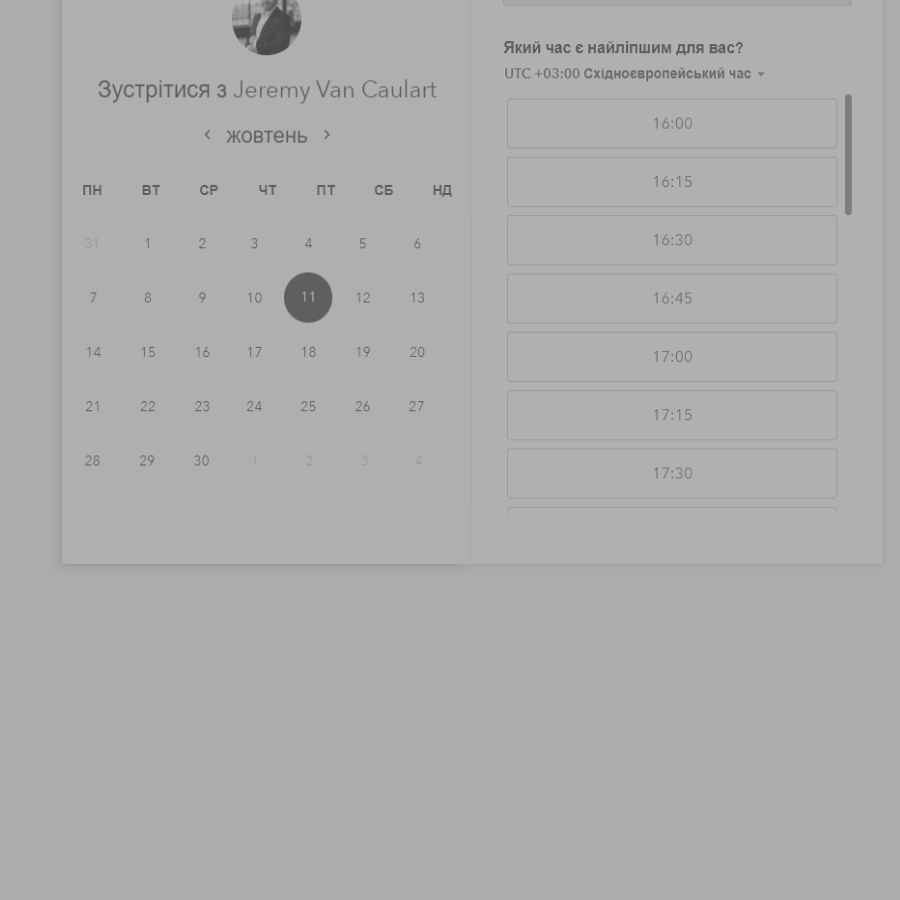 Зустрітися з Jeremy Van Caulart
жовтень
ПН ВТ СР ЧТ ПТ СБ НД
31 1 2 3 4 5 6
7 8 9 10 11 12 13
14 15 16 17 18 19 20
21 22 23 24 25 26 27
28 29 30 1 2 3 4
Який час є найліпшим для вас?
UTC +03:00 Східноєвропейський час
16:00
16:15
16:30
16:45
17:00
17:15
17:30